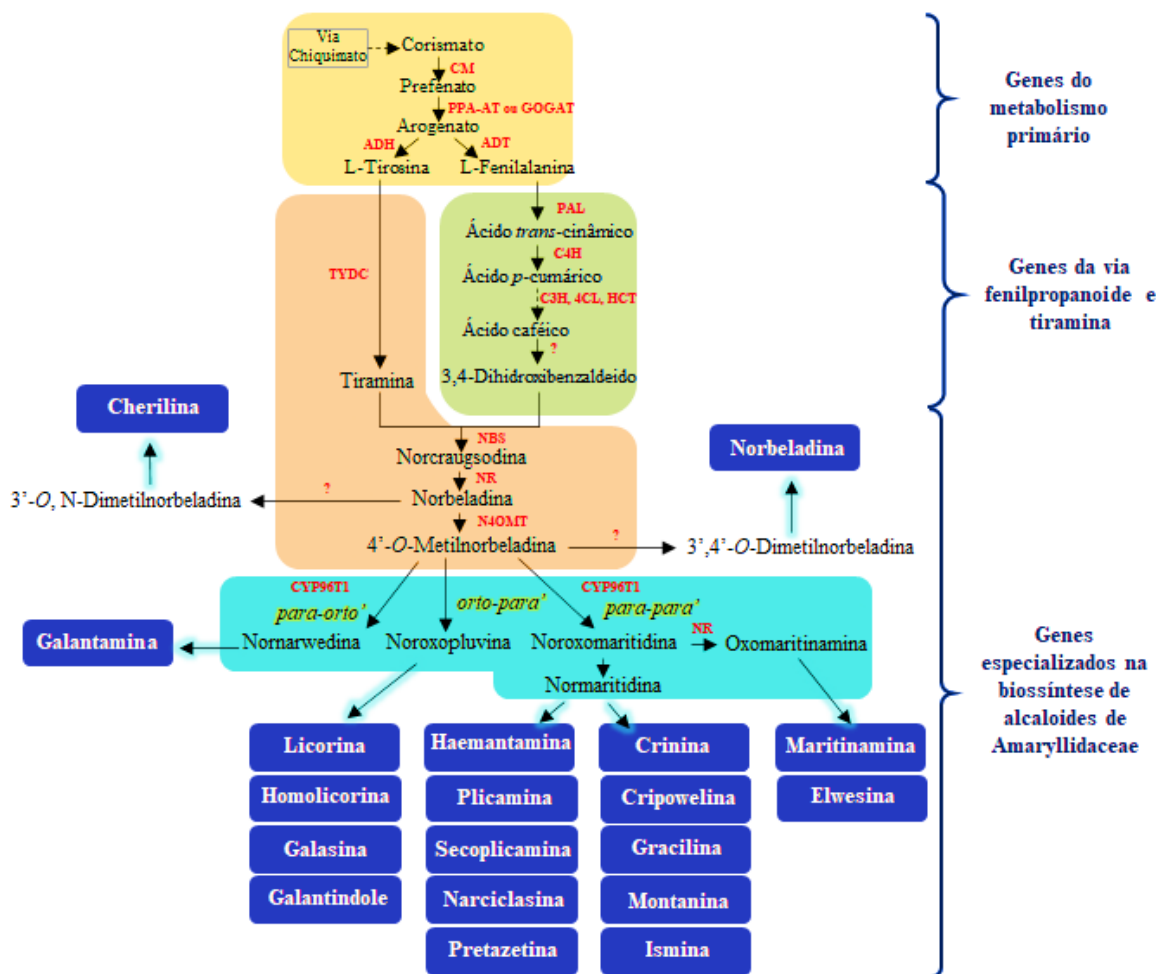 Via
Chiquimato
Corismato
CM
Prefenato
PPA-AT ou GOGAT
Arogenato
ADH
ADT
L-Tirosina
L-Fenilalanina
Genes do
metabolismo
primário
PAL
Ácido trans-cinâmico
C4H
TYDC
Ácido p-cumárico
C3H, 4CL, HCT
Ácido caféico
?
Tiramina
3,4-Dihidroxibenzaldeido
Genes da via
fenilpropanoide e
tiramina
Cherilina
NBS
Norcraugsodina
NR
Norbeladina
3’-O, N-Dimetilnorbeladina
?
Norbeladina
N4OMT
4’-O-Metilnorbeladina
?
3’,4’-O-Dimetilnorbeladina
CYP96T1
para-orto’
orto-para’
CYP96T1
para-para’
Galantamina
Nornarwedina
Noroxopluvina
Noroxomaritidina
NR
Oxomaritinamina
Normaritidina
Genes
especializados na
biossíntese de
alcaloides de
Amaryllidaceae
Licorina
Homolicorina
Galasina
Galantindole
Haemantamina
Plicamina
Secoplicamina
Narciclasina
Pretazetina
Crinina
Cripowelina
Gracilina
Montanina
Ismina
Maritinamina
Elwesina